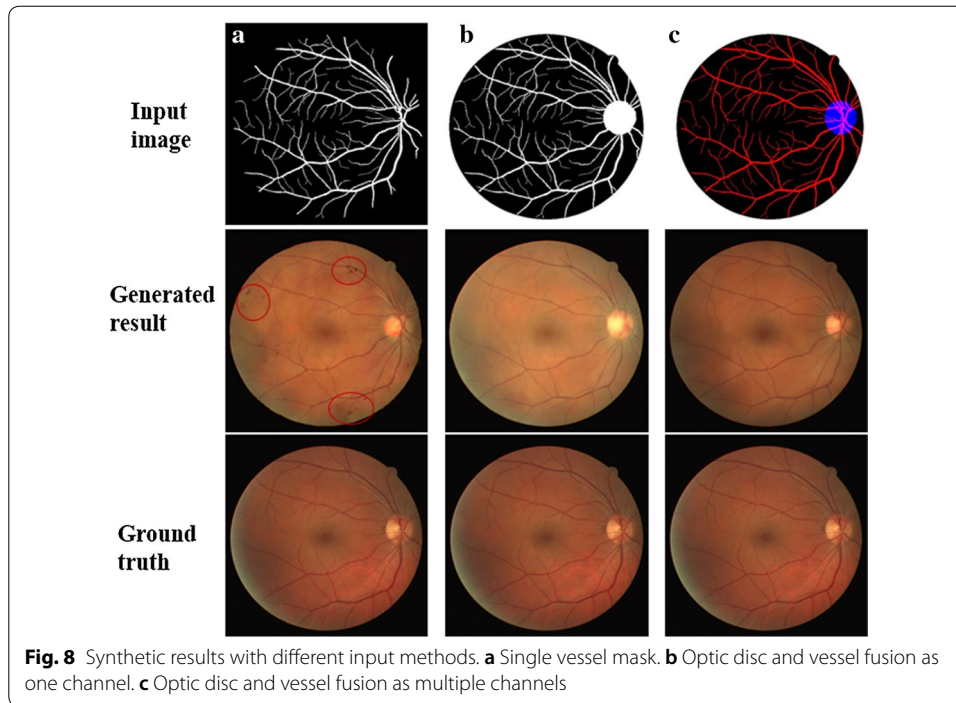 a b c
Input
image
Generated
result
Ground
truth
Fig. 8 Synthetic results with different input methods. a Single vessel mask. b Optic disc and vessel fusion as
one channel. c Optic disc and vessel fusion as multiple channels